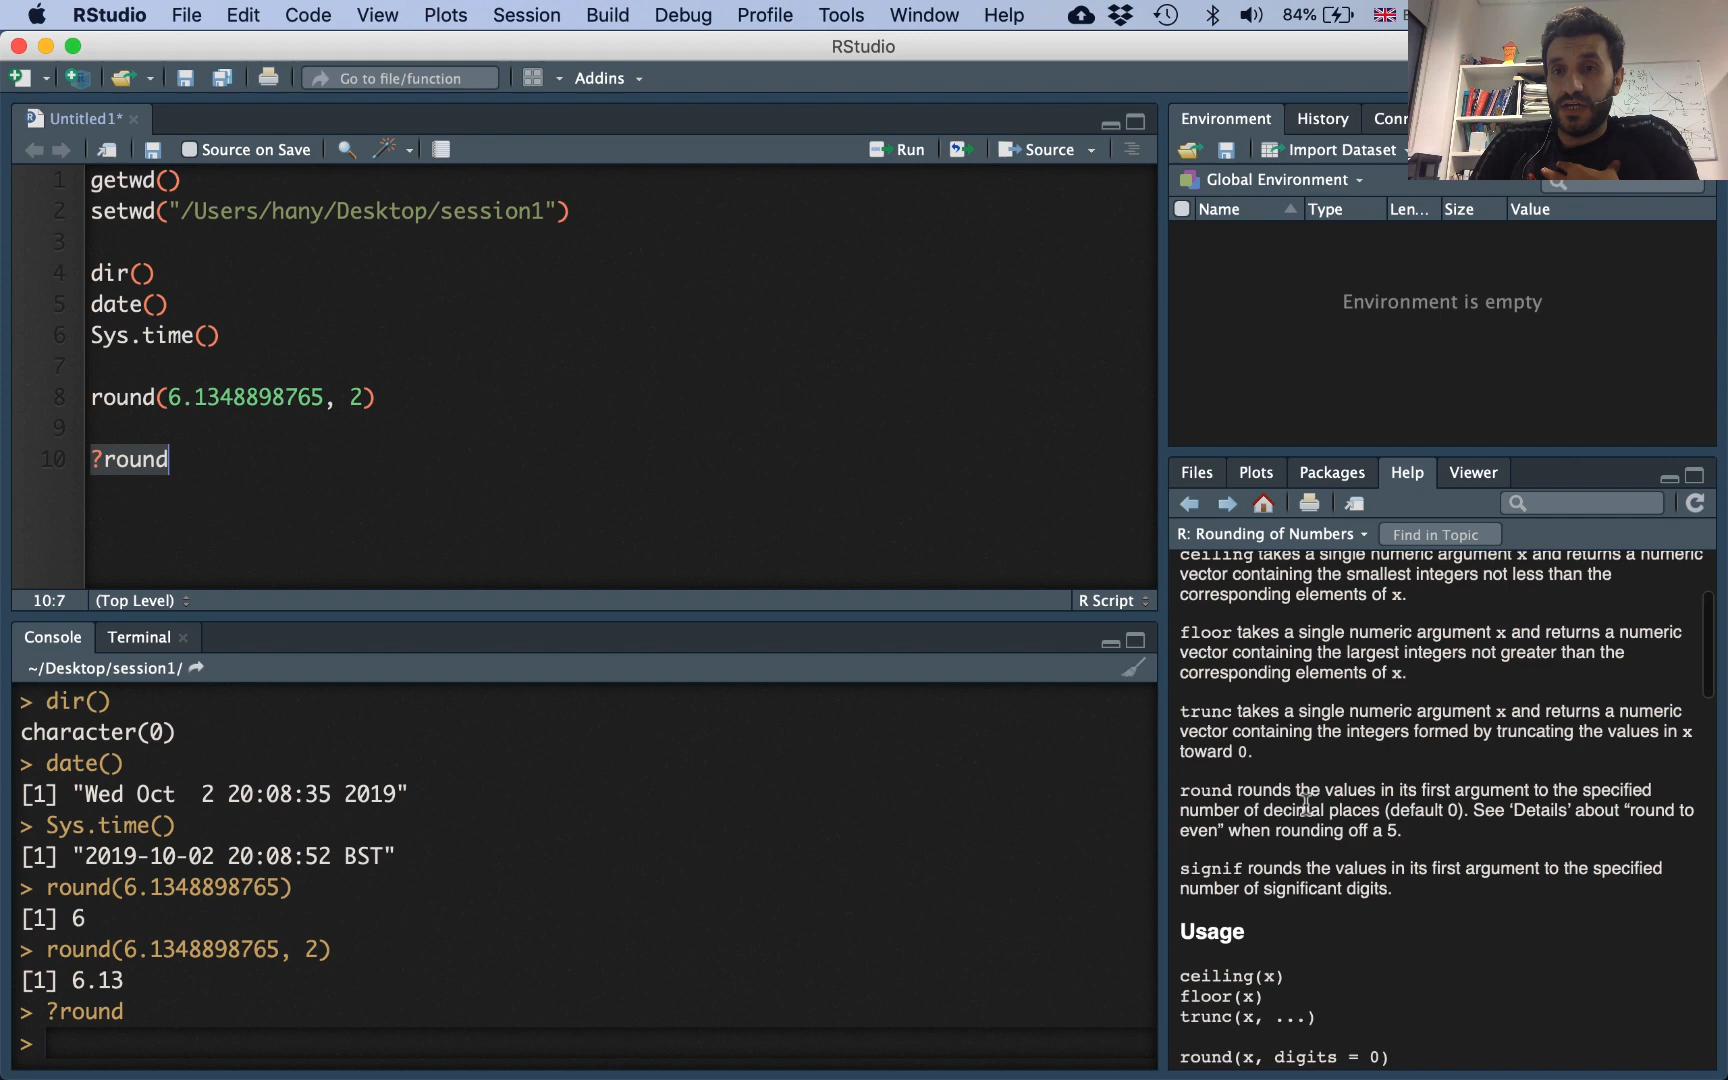 RStudio File Edit Code View Plots Session Build Debug Profile Tools Window Help 84%
RStudio
Go to file/function Addins
Untitled1*
Source on Save Run Source
1 getwd()
2 setwd("/Users/hany/Desktop/session1")
3
4 dir()
5 date()
6 Sys.time()
7
8 round(6.1348898765, 2)
9
10 ?round
10:7 (Top Level) R Script
Console Terminal
~/Desktop/session1/
> dir()
character(0)
> date()
[1] "Wed Oct  2 20:08:35 2019"
> Sys.time()
[1] "2019-10-02 20:08:52 BST"
> round(6.1348898765)
[1] 6
> round(6.1348898765, 2)
[1] 6.13
> ?round
>
Environment History Conn
Import Dataset
Global Environment
Name Type Len... Size Value
Environment is empty
Files Plots Packages Help Viewer
R: Rounding of Numbers Find in Topic
ceiling takes a single numeric argument x and returns a numeric
vector containing the smallest integers not less than the
corresponding elements of x.
floor takes a single numeric argument x and returns a numeric
vector containing the largest integers not greater than the
corresponding elements of x.
trunc takes a single numeric argument x and returns a numeric
vector containing the integers formed by truncating the values in x
toward 0.
round rounds the values in its first argument to the specified
number of decimal places (default 0). See ‘Details’ about “round to
even” when rounding off a 5.
signif rounds the values in its first argument to the specified
number of significant digits.
Usage
ceiling(x)
floor(x)
trunc(x, ...)
round(x, digits = 0)